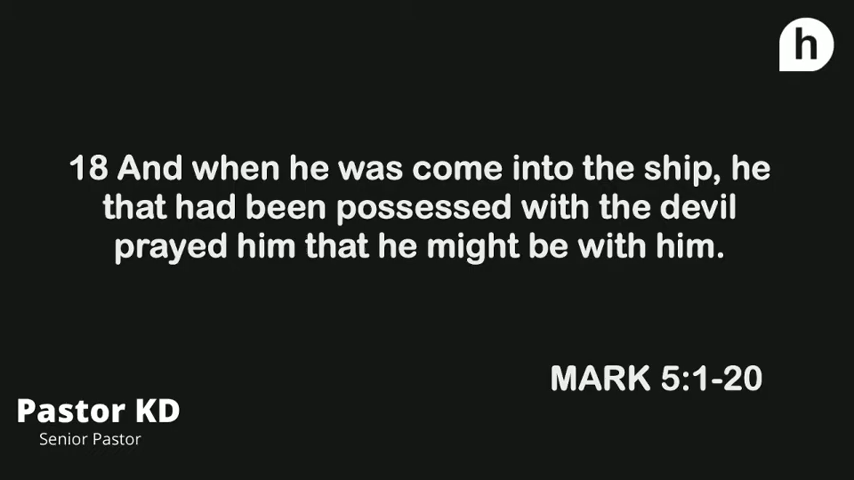 h
18 And when he was come into the ship, he
that had been possessed with the devil
prayed him that he might be with him.
MARK 5:1-20
Pastor KD
Senior Pastor